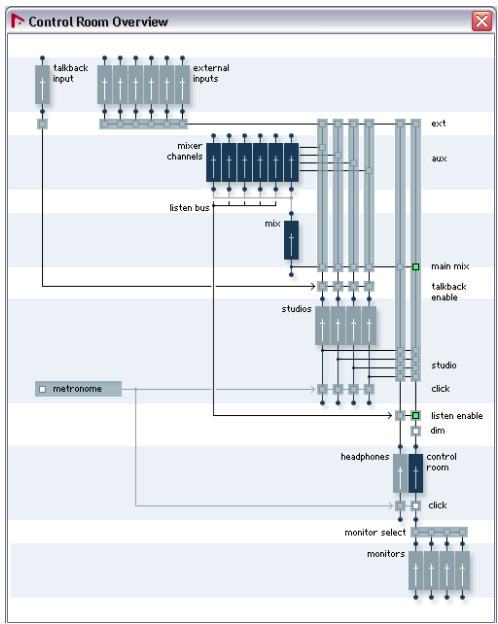 Control Room Overview
talkback
input
external
inputs
ext
mixer
channels
aux
listen bus
mix
main mix
talkback
enable
studios
studio
metronome
click
listen enable
dim
headphones
control
room
click
monitor select
monitors